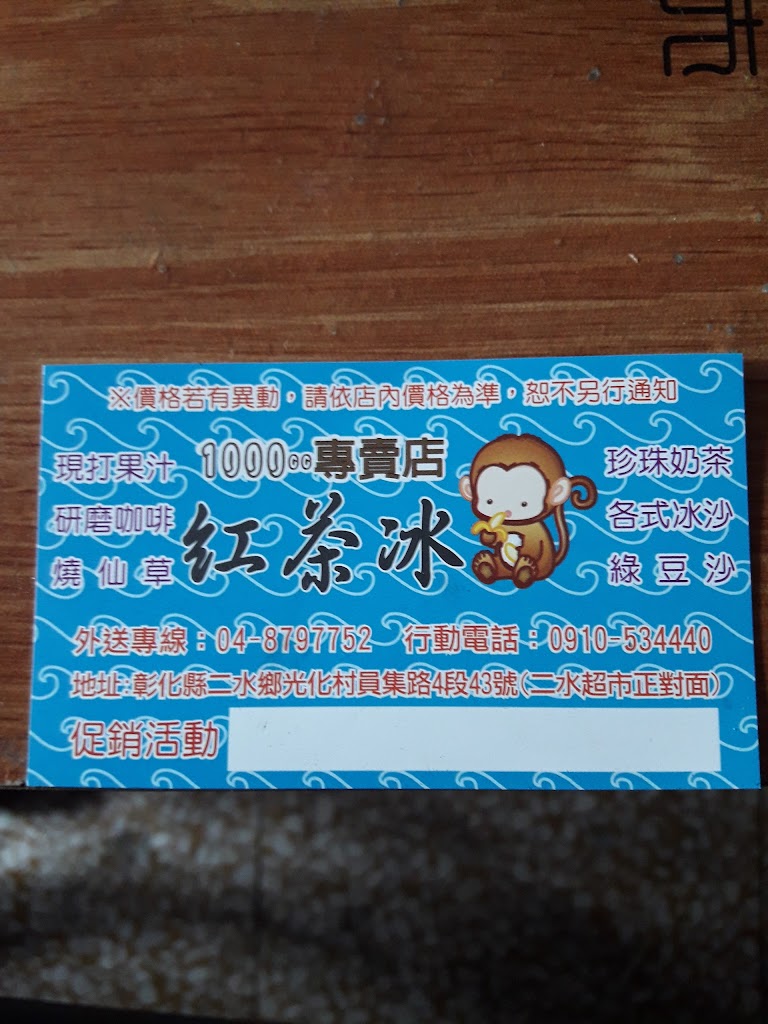 ※價格若有異動，請依店內價格為準，恕不另行通知
現打果汁
研磨咖啡
燒仙草
1000cc專賣店
紅茶冰
珍珠奶茶
各式冰沙
綠豆沙
外送專線：04-8797752 行動電話：0910-534440
地址:彰化縣二水鄉光化村員集路4段43號(二水超市正對面)
促銷活動